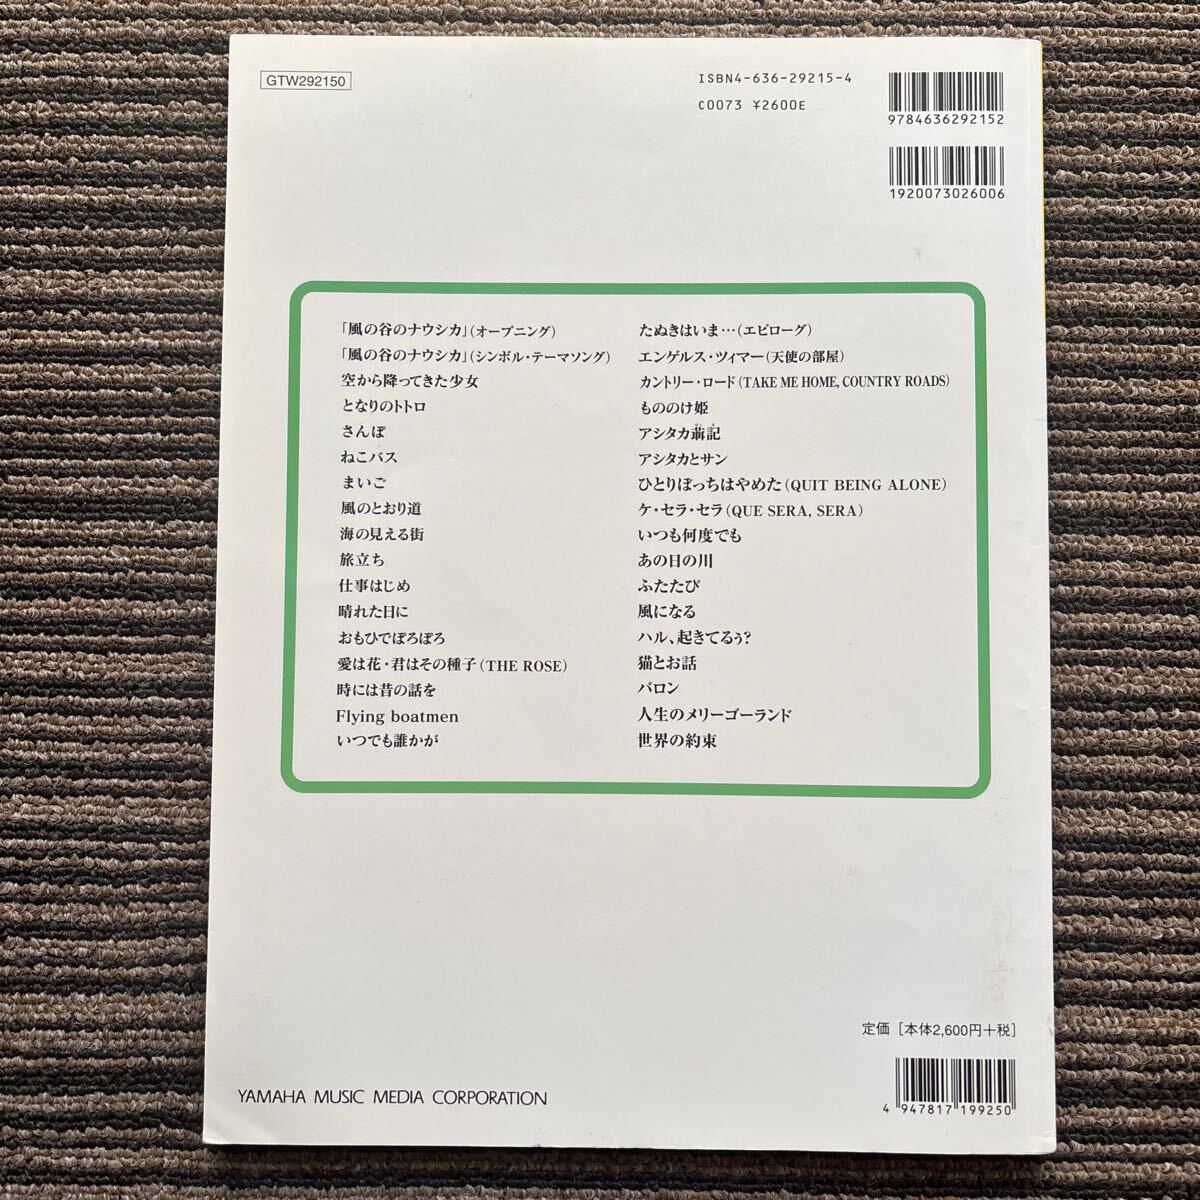 GTW292150
ISBN4-636-29215-4
C0073 ¥2600E
9784636292152
1920073026006
「風の谷のナウシカ」(オープニング)
「風の谷のナウシカ」(シンボル・テーマソング)
空から降ってきた少女
となりのトトロ
さんぽ
ねこバス
まいご
風のとおり道
海の見える街
旅立ち
仕事はじめ
晴れた日に
おもひでぽろぽろ
愛は花・君はその種子(THE ROSE)
時には昔の話を
Flying boatmen
いつでも誰かが
たぬきはいま…(エピローグ)
エンゲルス・ツィマー(天使の部屋)
カントリー・ロード(TAKE ME HOME, COUNTRY ROADS)
もののけ姫
アシタカ𦻙記
アシタカとサン
ひとりぼっちはやめた(QUIT BEING ALONE)
ケ・セラ・セラ(QUE SERA, SERA)
いつも何度でも
あの日の川
ふたたび
風になる
ハル、起きてるぅ?
猫とお話
バロン
人生のメリーゴーランド
世界の約束
定価[本体2,600円+税]
YAMAHA MUSIC MEDIA CORPORATION
4 947817 199250